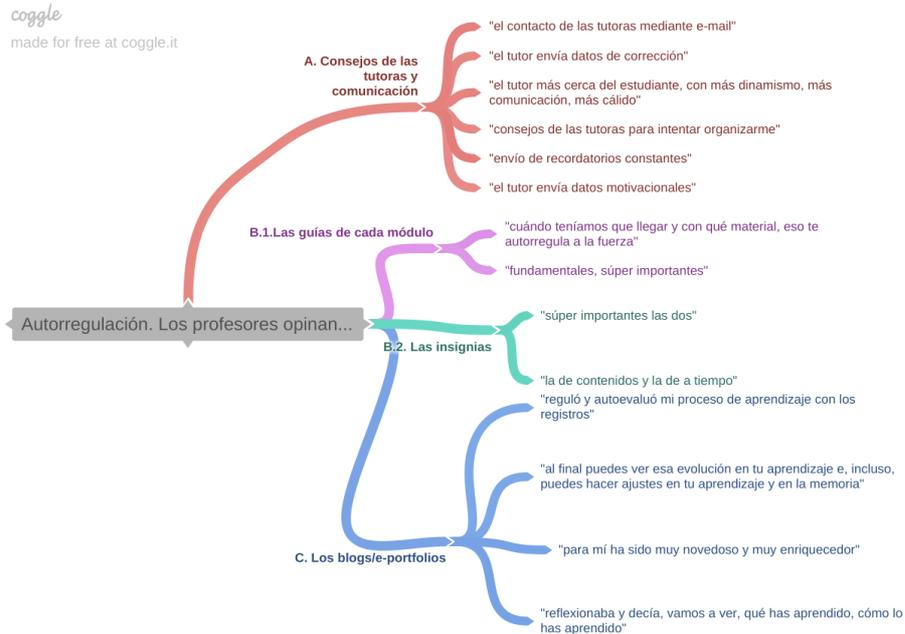 coggle
made for free at coggle.it
A. Consejos de las
tutoras y
comunicación
"el contacto de las tutoras mediante e-mail"
"el tutor envía datos de corrección"
"el tutor más cerca del estudiante, con más dinamismo, más
comunicación, más cálido"
"consejos de las tutoras para intentar organizarme"
"envío de recordatorios constantes"
"el tutor envía datos motivacionales"
B.1.Las guías de cada módulo
"cuándo teníamos que llegar y con qué material, eso te
autorregula a la fuerza"
"fundamentales, súper importantes"
Autorregulación. Los profesores opinan...
B.2. Las insignias
"súper importantes las dos"
"la de contenidos y la de a tiempo"
C. Los blogs/e-portfolios
"reguló y autoevaluó mi proceso de aprendizaje con los
registros"
"al final puedes ver esa evolución en tu aprendizaje e, incluso,
puedes hacer ajustes en tu aprendizaje y en la memoria"
"para mí ha sido muy novedoso y muy enriquecedor"
"reflexionaba y decía, vamos a ver, qué has aprendido, cómo lo
has aprendido"